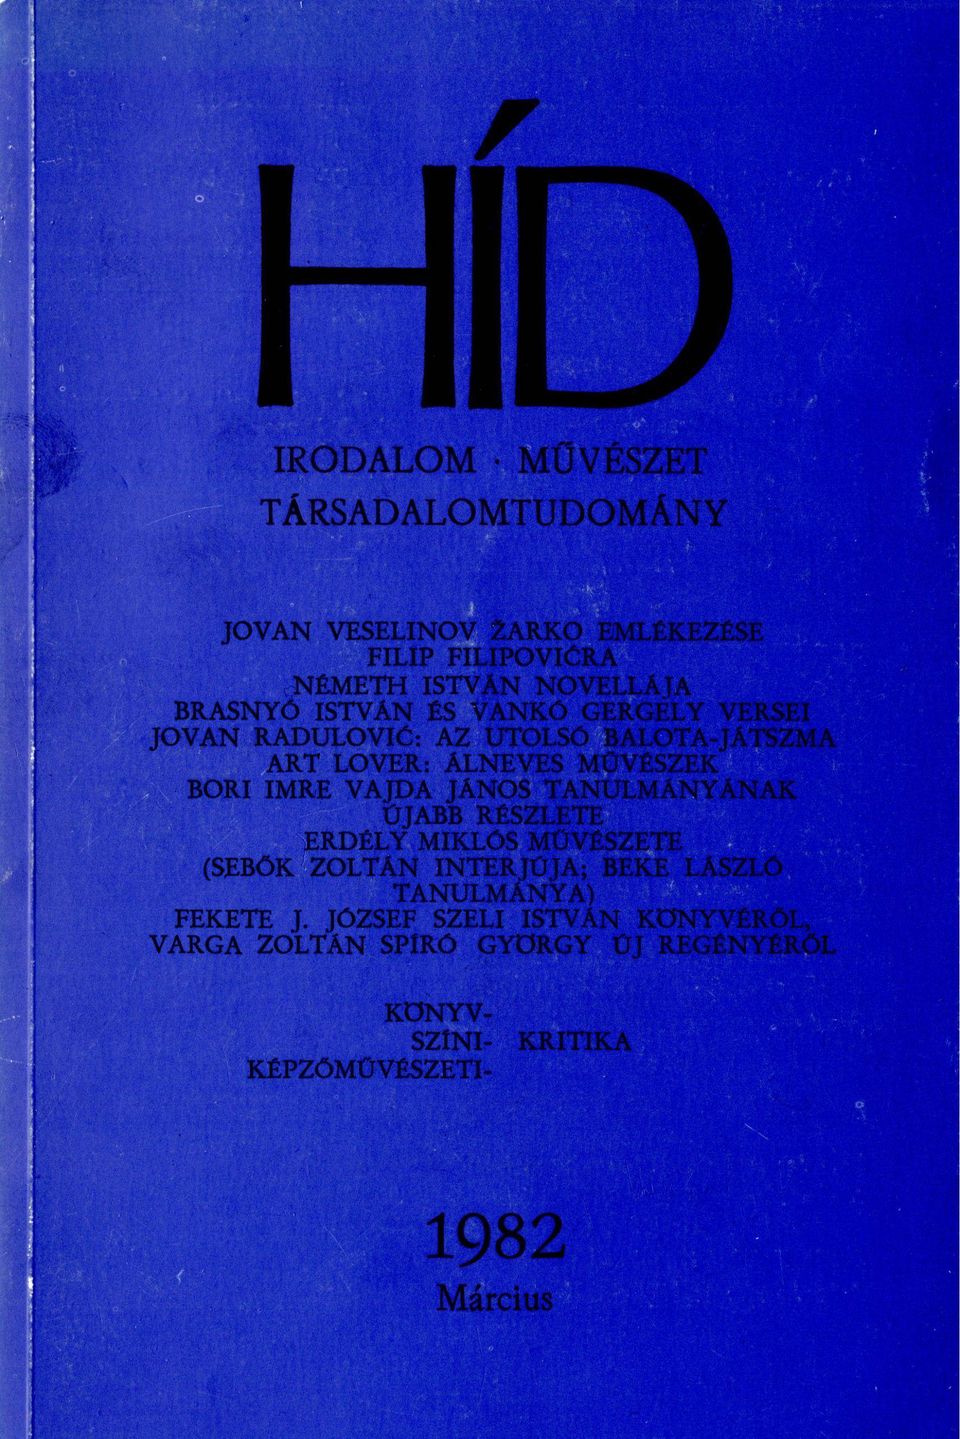 HÍD
IRODALOM · MŰVÉSZET
TÁRSADALOMTUDOMÁNY
JOVAN VESELINOV ŽARKO EMLÉKEZÉSE
FILIP FILIPOVIĆRA
NÉMETH ISTVÁN NOVELLÁJA
BRASNYÓ ISTVÁN ÉS VANKÓ GERGELY VERSEI
JOVAN RADULOVIĆ: AZ UTOLSÓ BALOTA-JÁTSZMA
ART LOVER: ÁLNEVES MŰVÉSZEK
BORI IMRE VAJDA JÁNOS TANULMÁNYÁNAK
ÚJABB RÉSZLETE
ERDÉLY MIKLÓS MŰVÉSZETE
(SEBŐK ZOLTÁN INTERJÚJA; BEKE LÁSZLÓ
TANULMÁNYA)
FEKETE J. JÓZSEF SZELI ISTVÁN KÖNYVÉRŐL,
VARGA ZOLTÁN SPÍRÓ GYÖRGY ÚJ REGÉNYÉRŐL
KÖNYV-
SZÍNI- KRITIKA
KÉPZŐMŰVÉSZETI-
1982
Március